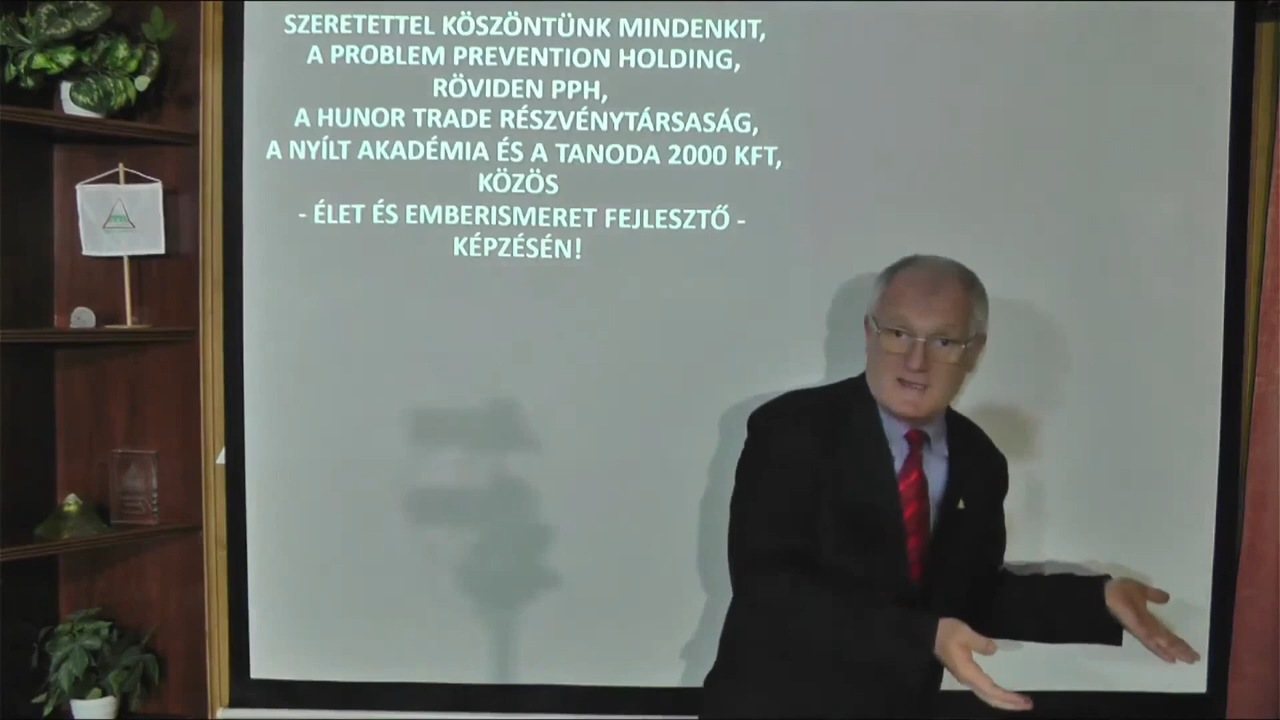 SZERETETTEL KÖSZÖNTÜNK MINDENKIT,
A PROBLEM PREVENTION HOLDING,
RÖVIDEN PPH,
A HUNOR TRADE RÉSZVÉNYTÁRSASÁG,
A NYÍLT AKADÉMIA ÉS A TANODA 2000 KFT,
KÖZÖS
- ÉLET ÉS EMBERISMERET FEJLESZTŐ -
KÉPZÉSÉN!